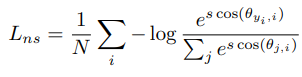 L_{ns} = \frac{1}{N} \sum_{i} -\log \frac{e^{s \cos(\theta_{y_i, i})}}{\sum_{j} e^{s \cos(\theta_{j, i})}}